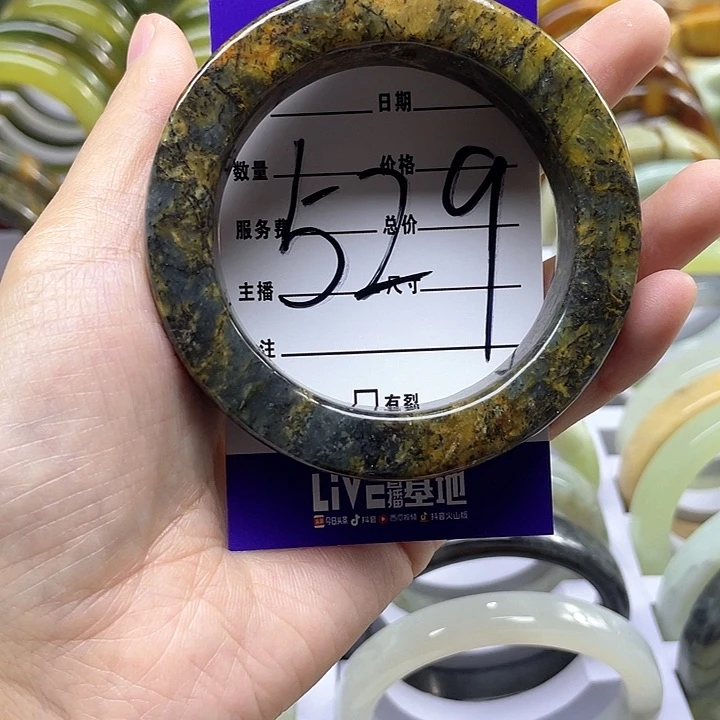 日期
数量 价格
529
服务费 总价
主播 尺寸
注
有裂
LiVE直播基地
今日头条 抖音 西瓜视频 抖音火山版